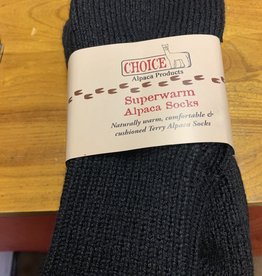 CHOICE
Alpaca Products
Superwarm
Alpaca Socks
Naturally warm, comfortable &
cushioned Terry Alpaca Socks